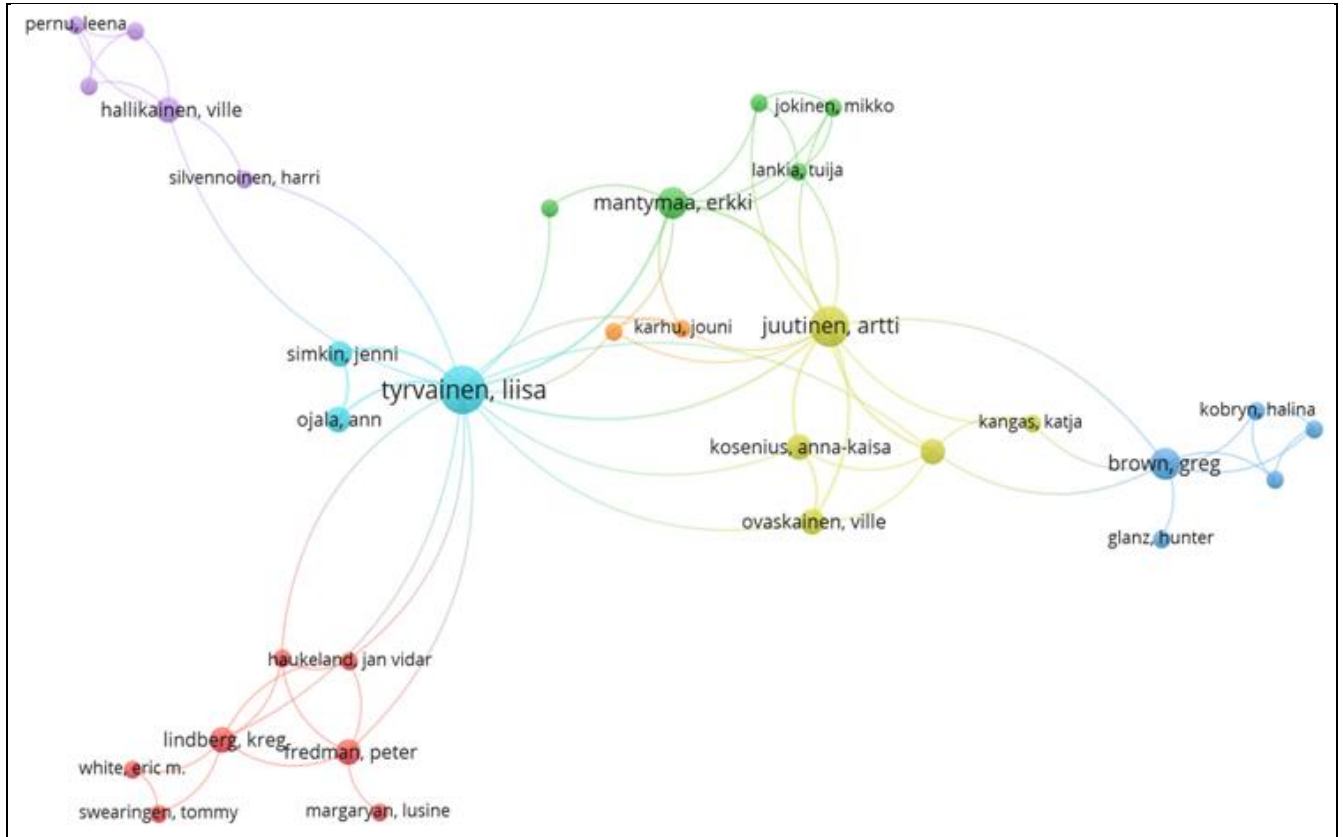 pernu, leena
jokinen, mikko
hallikainen, ville
lankia, tuija
silvennoinen, harri
mantymaa, erkki
juutinen, artti
karhu, jouni
simkin, jenni
tyrvainen, liisa
kobryn, halina
ojala, ann
kangas, katja
kosenius, anna-kaisa
brown, greg
ovaskainen, ville
glanz, hunter
haukeland, jan vidar
lindberg, kreg
fredman, peter
white, eric m.
swearingen, tommy
margaryan, lusine